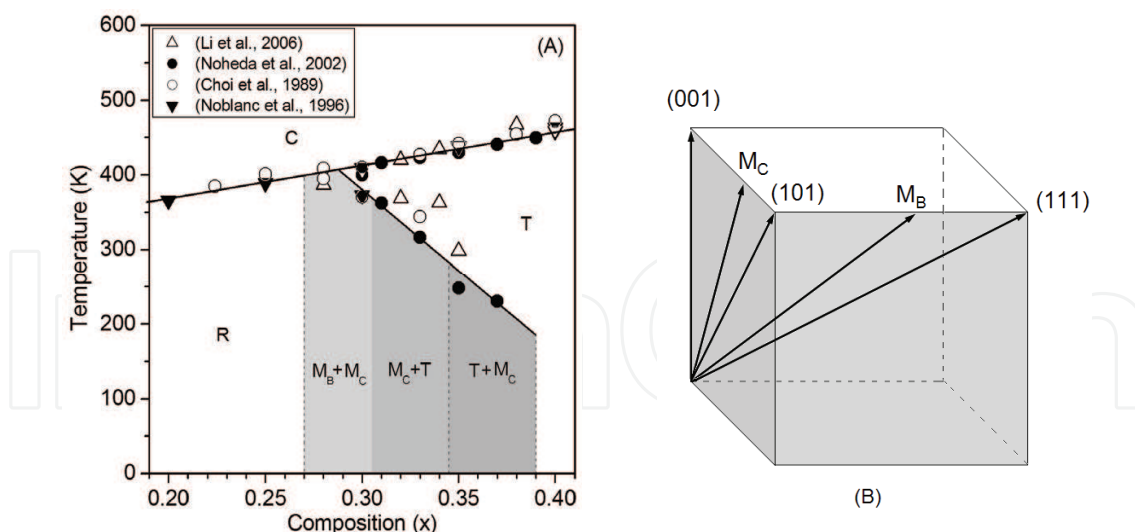 600
500
400
300
200
100
0
Temperature (K)
(A)
(Li et al., 2006)
(Noheda et al., 2002)
(Choi et al., 1989)
(Noblanc et al., 1996)
C
T
R
M_B+M_C
M_C+T
T+M_C
0.20 0.25 0.30 0.35 0.40
Composition (x)
(001)
M_C
(101)
M_B
(111)
(B)